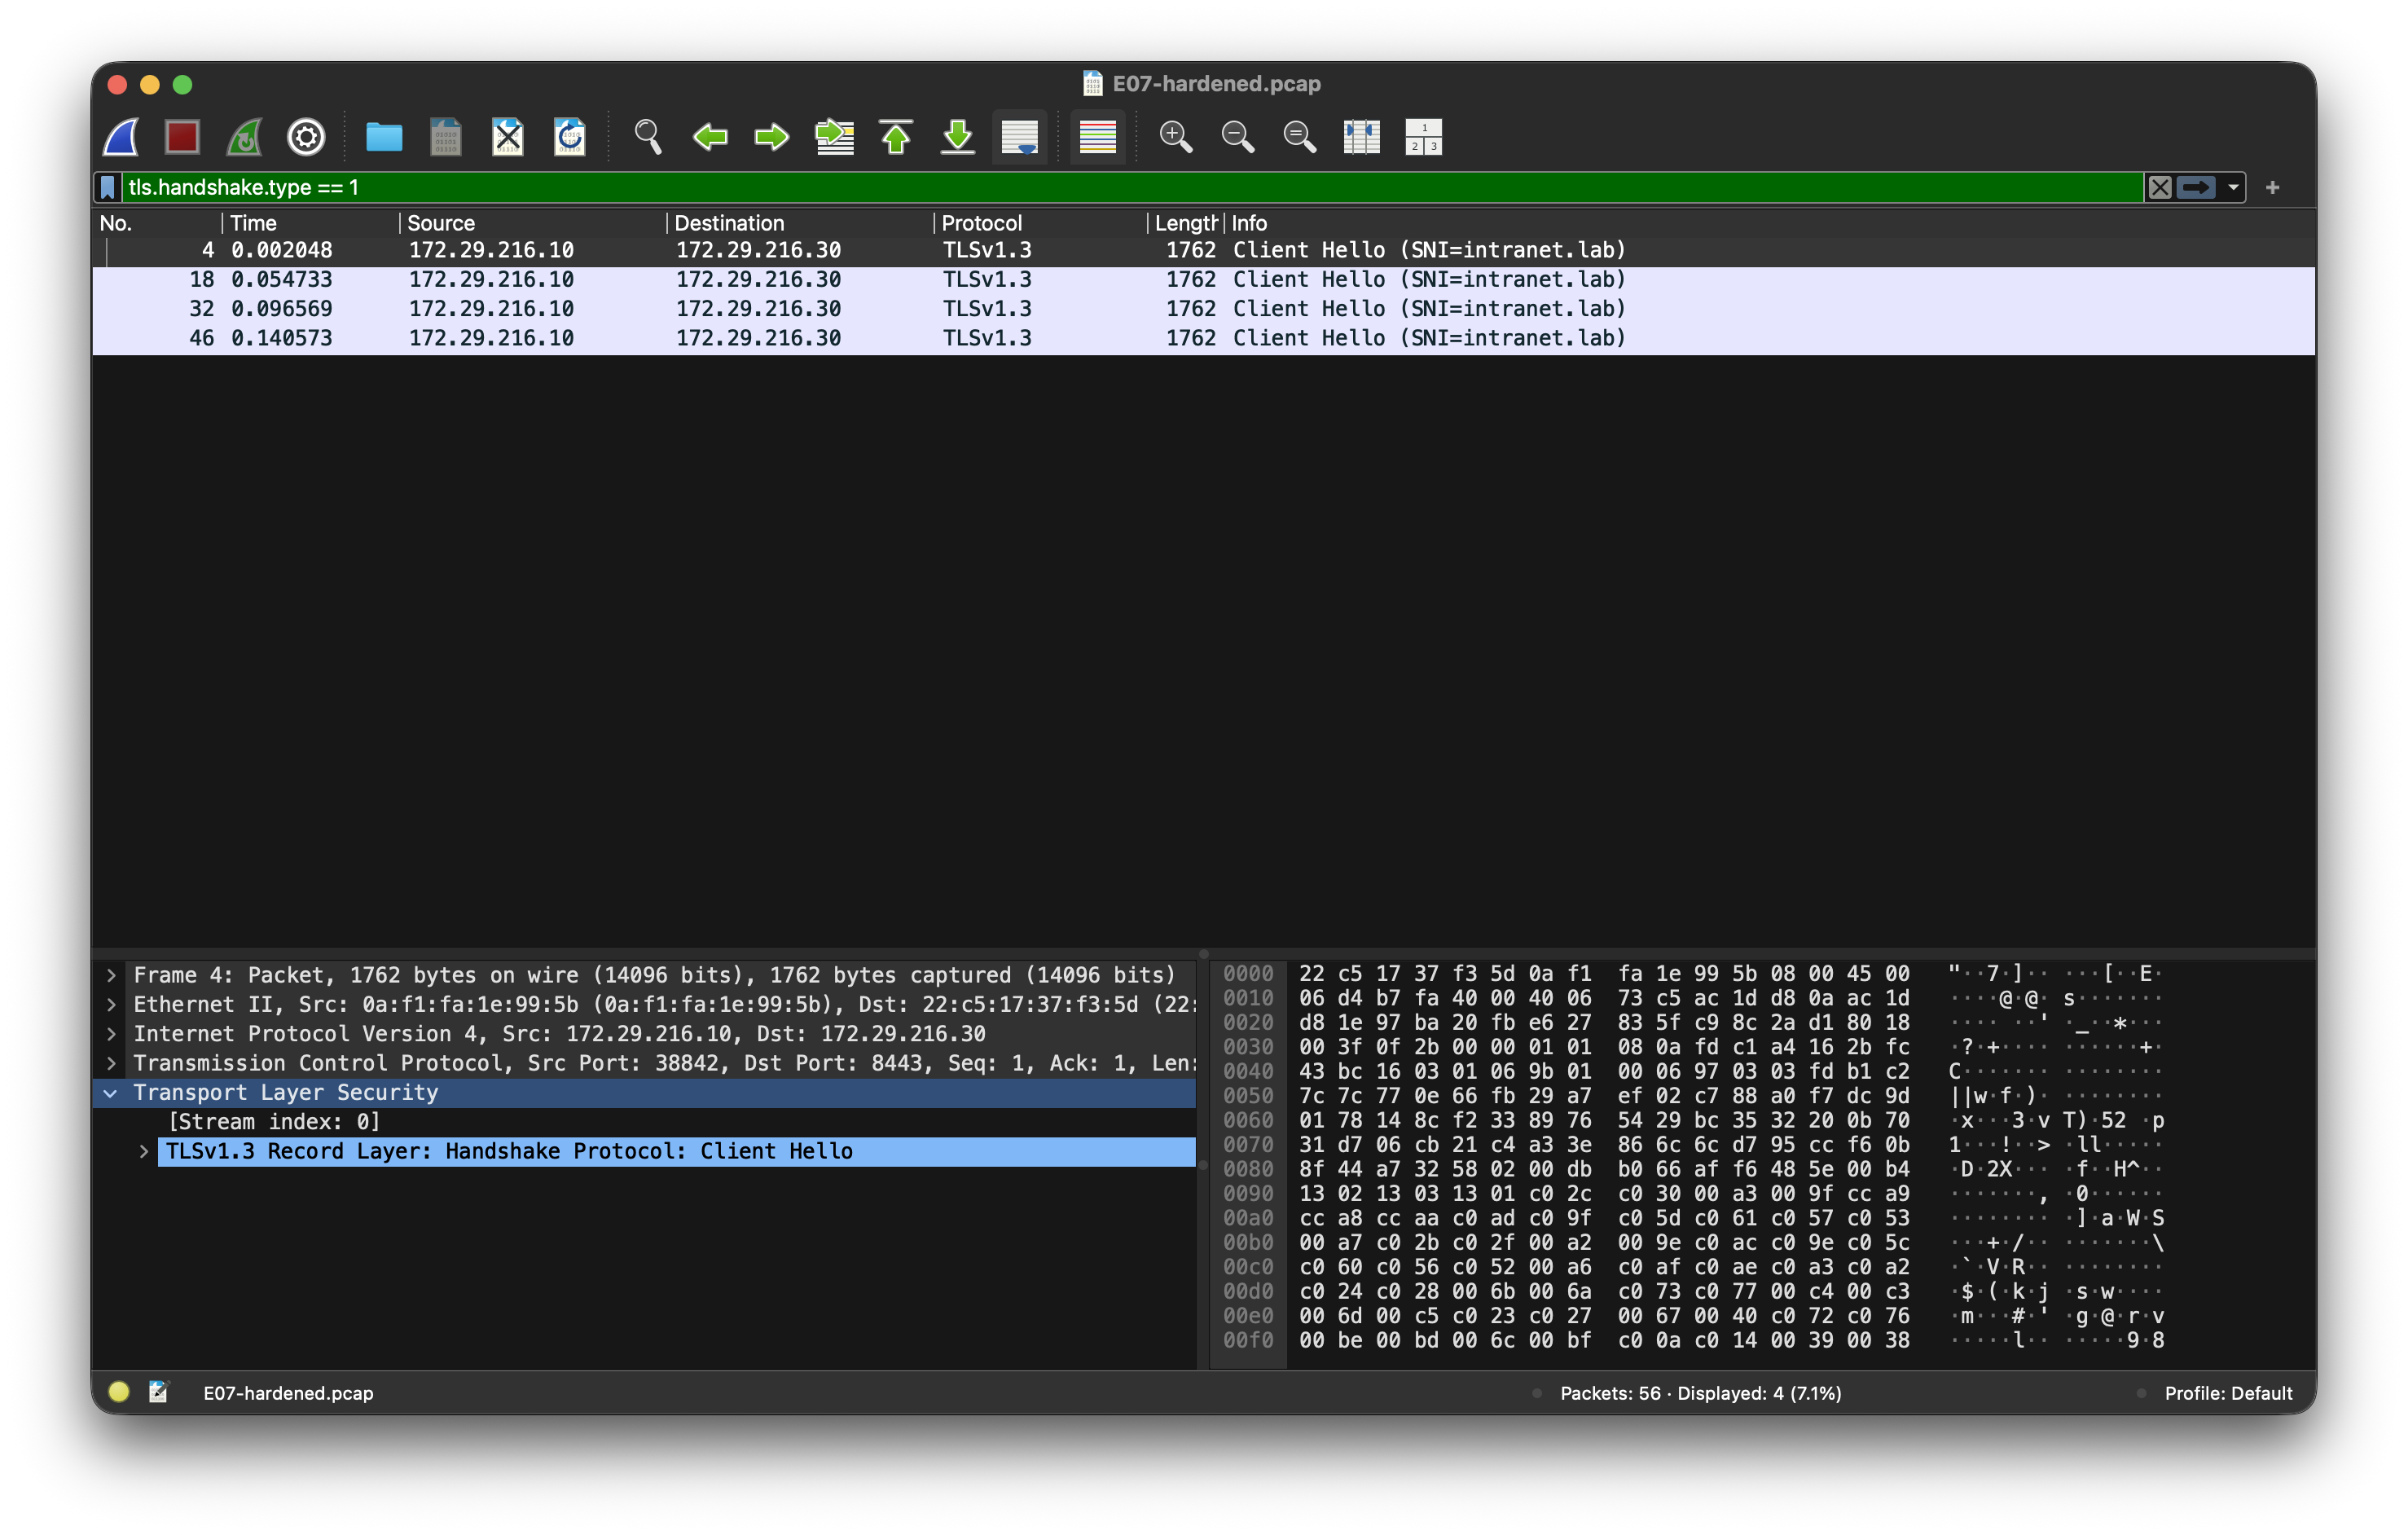 E07-hardened.pcap
tls.handshake.type == 1
No. Time Source Destination Protocol Length Info
4 0.002048 172.29.216.10 172.29.216.30 TLSv1.3 1762 Client Hello (SNI=intranet.lab)
18 0.054733 172.29.216.10 172.29.216.30 TLSv1.3 1762 Client Hello (SNI=intranet.lab)
32 0.096569 172.29.216.10 172.29.216.30 TLSv1.3 1762 Client Hello (SNI=intranet.lab)
46 0.140573 172.29.216.10 172.29.216.30 TLSv1.3 1762 Client Hello (SNI=intranet.lab)
Frame 4: Packet, 1762 bytes on wire (14096 bits), 1762 bytes captured (14096 bits)
Ethernet II, Src: 0a:f1:fa:1e:99:5b (0a:f1:fa:1e:99:5b), Dst: 22:c5:17:37:f3:5d (22:
Internet Protocol Version 4, Src: 172.29.216.10, Dst: 172.29.216.30
Transmission Control Protocol, Src Port: 38842, Dst Port: 8443, Seq: 1, Ack: 1, Len:
Transport Layer Security
[Stream index: 0]
TLSv1.3 Record Layer: Handshake Protocol: Client Hello
0000 22 c5 17 37 f3 5d 0a f1 fa 1e 99 5b 08 00 45 00 "··7·]·· ···[··E·
0010 06 d4 b7 fa 40 00 40 06 73 c5 ac 1d d8 0a ac 1d ····@·@· s·······
0020 d8 1e 97 ba 20 fb e6 27 83 5f c9 8c 2a d1 80 18 ···· ··' ·_··*···
0030 00 3f 0f 2b 00 00 01 01 08 0a fd c1 a4 16 2b fc ·?·+···· ······+·
0040 43 bc 16 03 01 06 9b 01 00 06 97 03 03 fd b1 c2 C······· ········
0050 7c 7c 77 0e 66 fb 29 a7 ef 02 c7 88 a0 f7 dc 9d ||w·f·)· ········
0060 01 78 14 8c f2 33 89 76 54 29 bc 35 32 20 0b 70 ·x···3·v T)·52 ·p
0070 31 d7 06 cb 21 c4 a3 3e 86 6c 6c d7 95 cc f6 0b 1···!··> ·ll·····
0080 8f 44 a7 32 58 02 00 db b0 66 af f6 48 5e 00 b4 ·D·2X··· ·f··H^··
0090 13 02 13 03 13 01 c0 2c c0 30 00 a3 00 9f cc a9 ·······, ·0······
00a0 cc a8 cc aa c0 ad c0 9f c0 5d c0 61 c0 57 c0 53 ········ ·]·a·W·S
00b0 00 a7 c0 2b c0 2f 00 a2 00 9e c0 ac c0 9e c0 5c ···+·/·· ·······\
00c0 c0 60 c0 56 c0 52 00 a6 c0 af c0 ae c0 a3 c0 a2 ·`·V·R·· ········
00d0 c0 24 c0 28 00 6b 00 6a c0 73 c0 77 00 c4 00 c3 ·$·(·k·j ·s·w····
00e0 00 6d 00 c5 c0 23 c0 27 00 67 00 40 c0 72 c0 76 ·m···#·' ·g·@·r·v
00f0 00 be 00 bd 00 6c 00 bf c0 0a c0 14 00 39 00 38 ·····l·· ·····9·8
E07-hardened.pcap Packets: 56 · Displayed: 4 (7.1%) Profile: Default